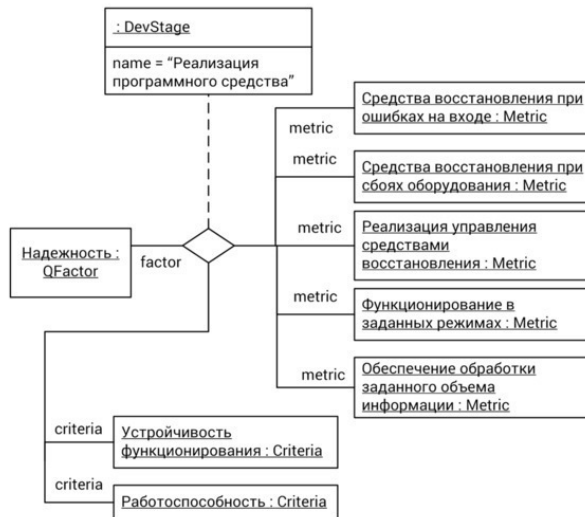 : DevStage
name = “Реализация
программного средства”
Средства восстановления при
ошибках на входе : Metric
metric
metric
Средства восстановления при
сбоях оборудования : Metric
metric
Реализация управления
средствами
восстановления : Metric
Надежность :
QFactor
factor
metric
Функционирование в
заданных режимах : Metric
metric
Обеспечение обработки
заданного объема
информации : Metric
criteria
Устройчивость
функционирования : Criteria
criteria
Работоспособность : Criteria